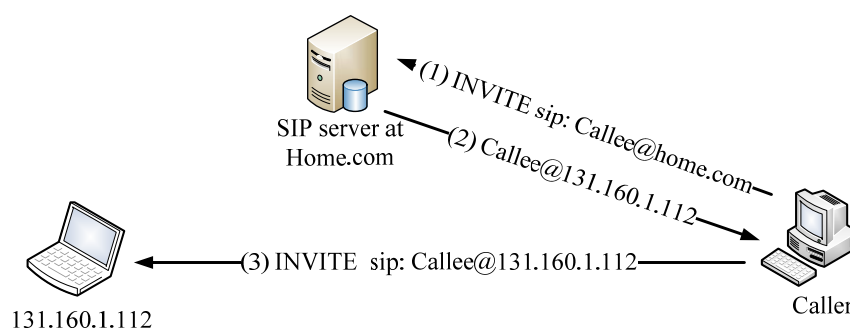 (1) INVITE sip: Callee@home.com
SIP server at
Home.com
(2) Callee@131.160.1.112
(3) INVITE sip: Callee@131.160.1.112
Caller
131.160.1.112